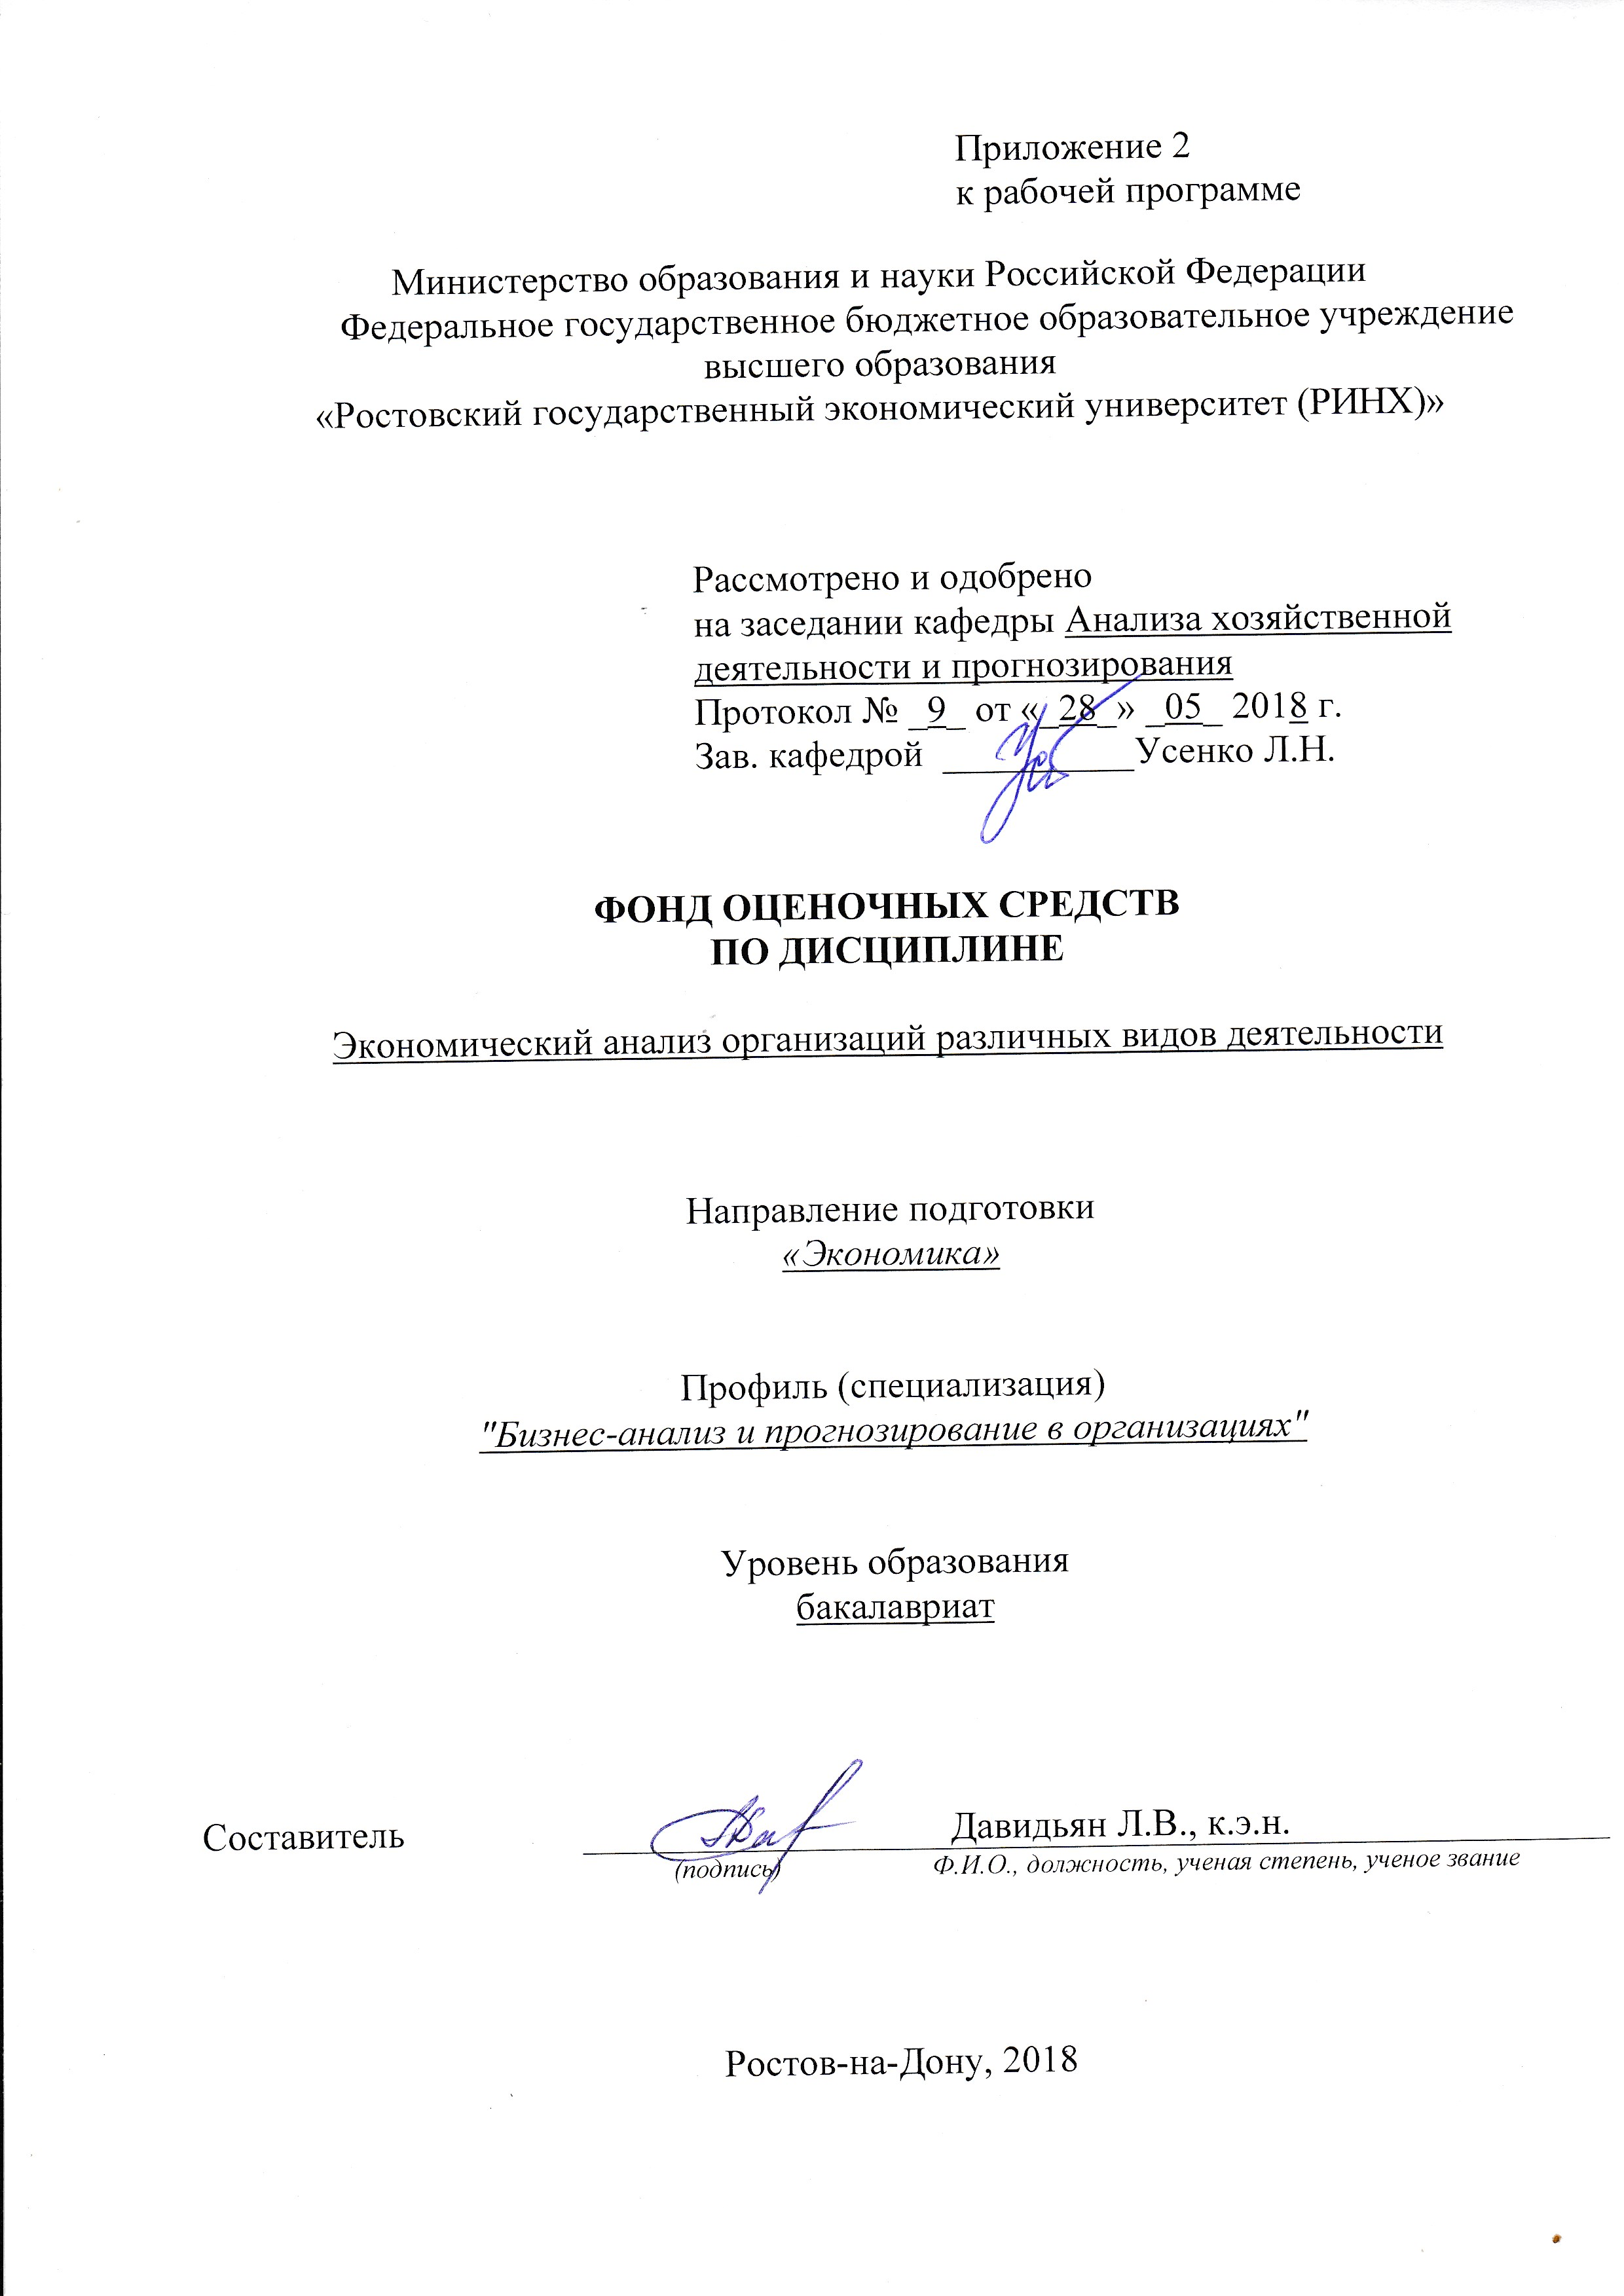 Приложение 2
к рабочей программе
Министерство образования и науки Российской Федерации
Федеральное государственное бюджетное образовательное учреждение
высшего образования
«Ростовский государственный экономический университет (РИНХ)»
Рассмотрено и одобрено
на заседании кафедры Анализа хозяйственной
деятельности и прогнозирования
Протокол № _9_ от «_28_» _05_ 2018 г.
Зав. кафедрой __________Усенко Л.Н.
ФОНД ОЦЕНОЧНЫХ СРЕДСТВ
ПО ДИСЦИПЛИНЕ
Экономический анализ организаций различных видов деятельности
Направление подготовки
«Экономика»
Профиль (специализация)
"Бизнес-анализ и прогнозирование в организациях"
Уровень образования
бакалавриат
Составитель Давидьян Л.В., к.э.н.
(подпись) Ф.И.О., должность, ученая степень, ученое звание
Ростов-на-Дону, 2018